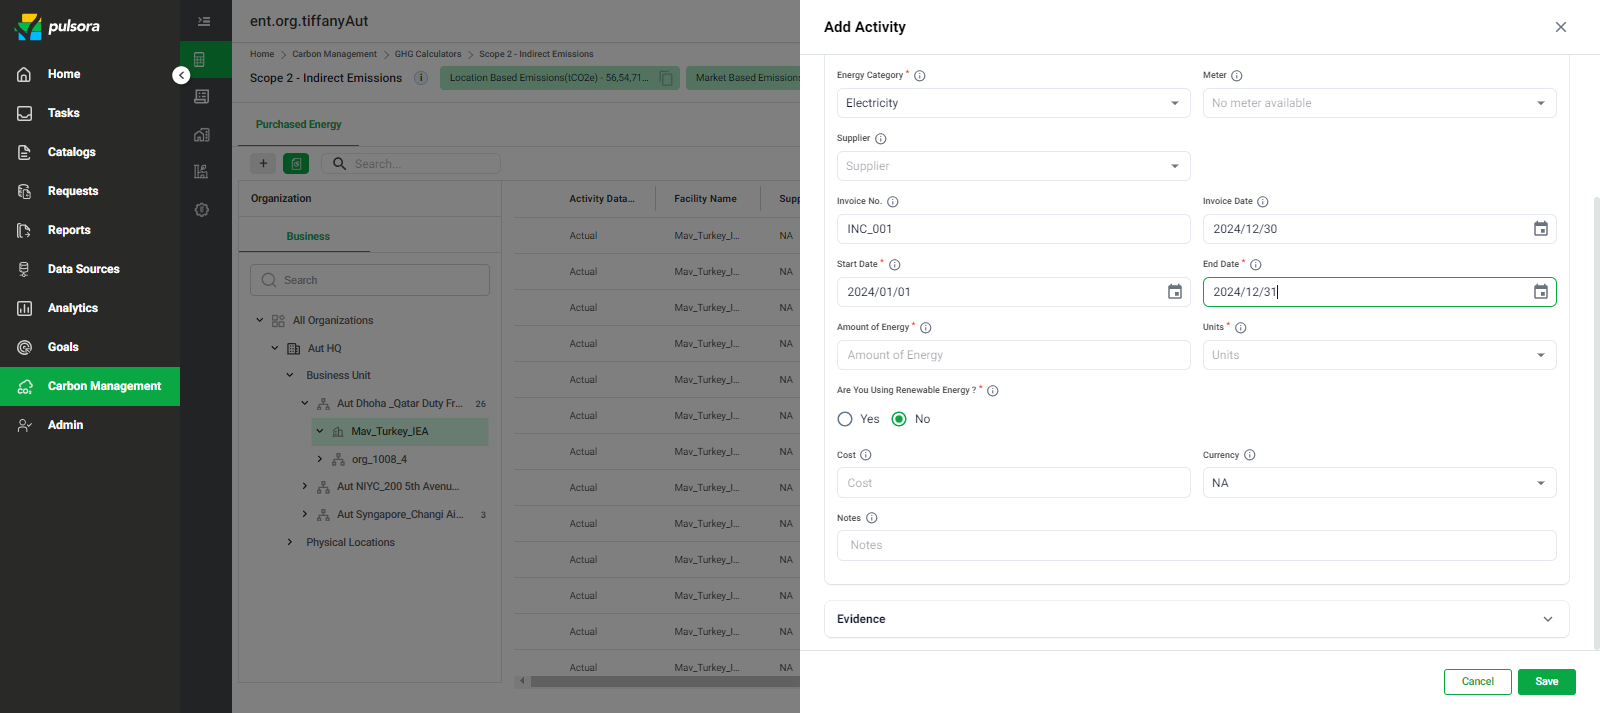 pulsora
Home
Tasks
Catalogs
Requests
Reports
Data Sources
Analytics
Goals
Carbon Management
Admin
ent.org.tiffanyAut
Home > Carbon Management > GHG Calculators > Scope 2 - Indirect Emissions
Scope 2 - Indirect Emissions
Location Based Emissions(tCO2e) - 56,54,71...
Market Based Emissions
Purchased Energy
+
Search...
Organization
Business
Search
All Organizations
Aut HQ
Business Unit
Aut Dhoha _Qatar Duty Fr... 26
Mav_Turkey_IEA
org_1008_4
Aut NIYC_200 5th Avenu...
Aut Syngapore_Changi Ai... 3
Physical Locations
Activity Data... Facility Name Supp
Actual Mav_Turkey_I... NA
Actual Mav_Turkey_I... NA
Actual Mav_Turkey_I... NA
Actual Mav_Turkey_I... NA
Actual Mav_Turkey_I... NA
Actual Mav_Turkey_I... NA
Actual Mav_Turkey_I... NA
Actual Mav_Turkey_I... NA
Actual Mav_Turkey_I... NA
Actual Mav_Turkey_I... NA
Actual Mav_Turkey_I... NA
Actual Mav_Turkey_I... NA
Actual Mav_Turkey_I... NA
Add Activity
Energy Category *
Electricity
Meter
No meter available
Supplier
Supplier
Invoice No.
INC_001
Invoice Date
2024/12/30
Start Date *
2024/01/01
End Date *
2024/12/31
Amount of Energy *
Amount of Energy
Units *
Units
Are You Using Renewable Energy ? *
Yes No
Cost
Cost
Currency
NA
Notes
Notes
Evidence
Cancel Save